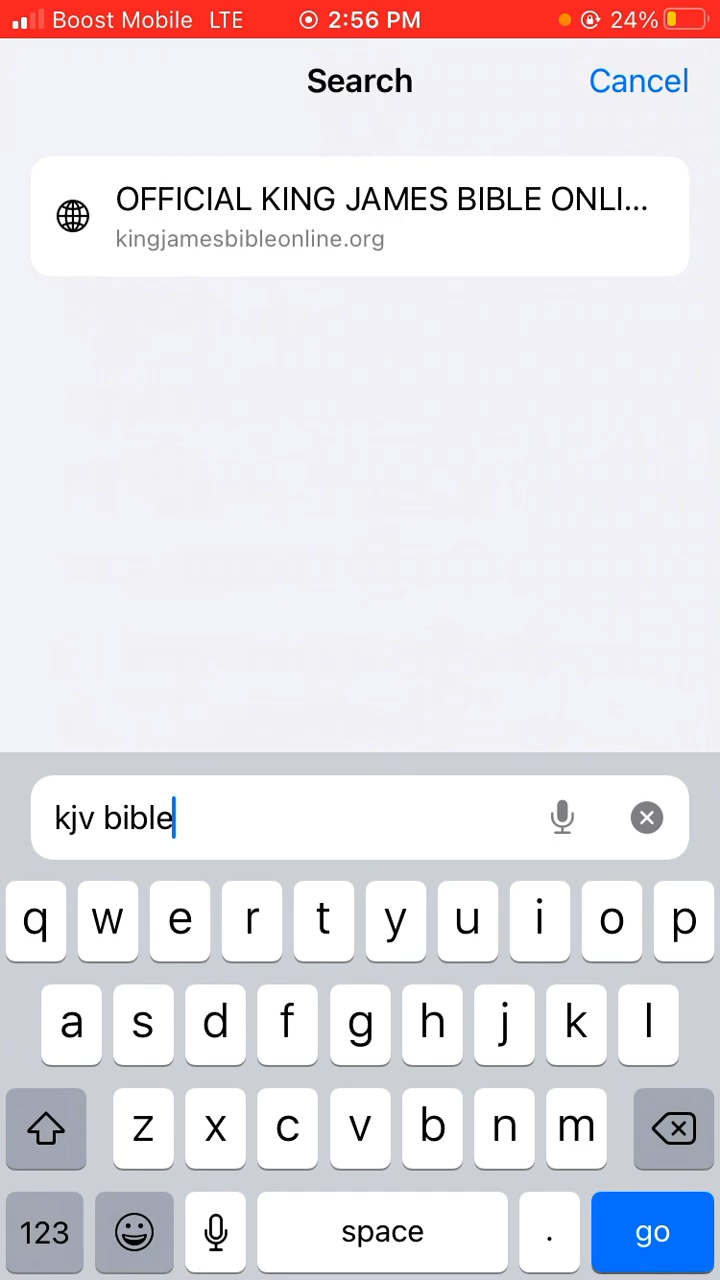 Boost Mobile LTE 2:56 PM 24%
Search Cancel
OFFICIAL KING JAMES BIBLE ONLI...
kingjamesbibleonline.org
kjv bible
q w e r t y u i o p
a s d f g h j k l
z x c v b n m
123 space . go